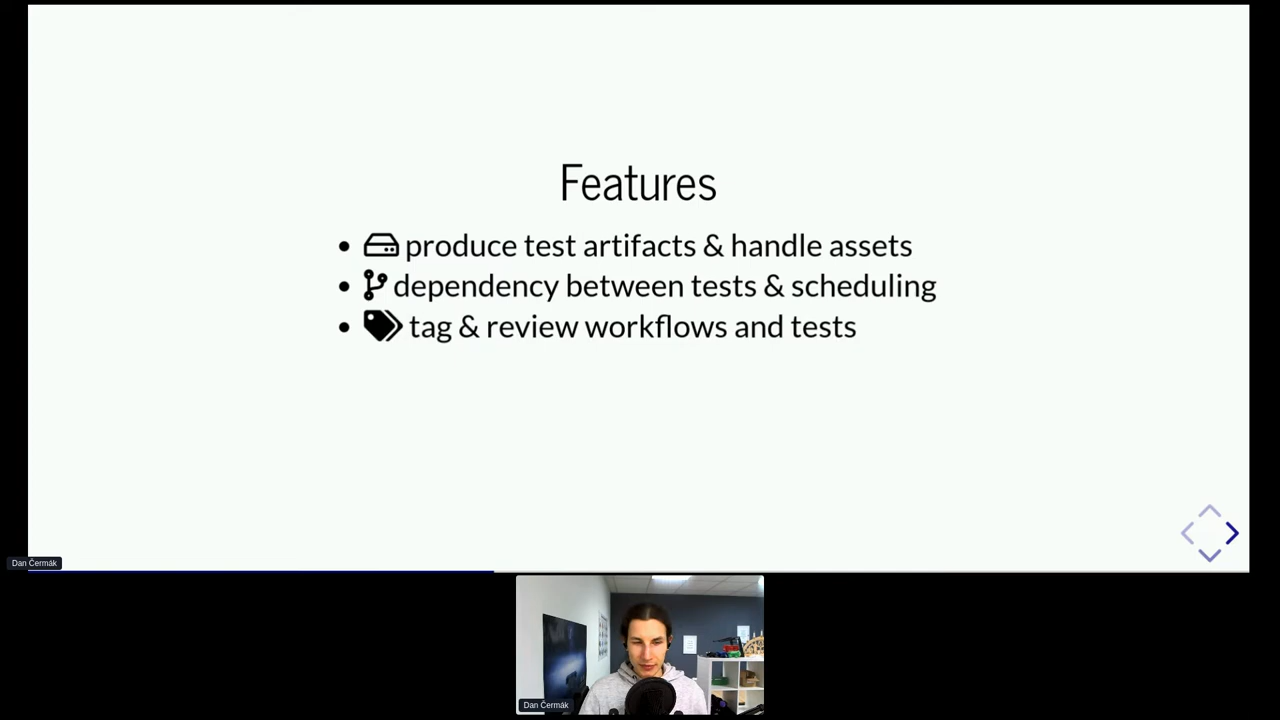 Features
produce test artifacts & handle assets
dependency between tests & scheduling
tag & review workflows and tests
Dan Čermák
Dan Čermák